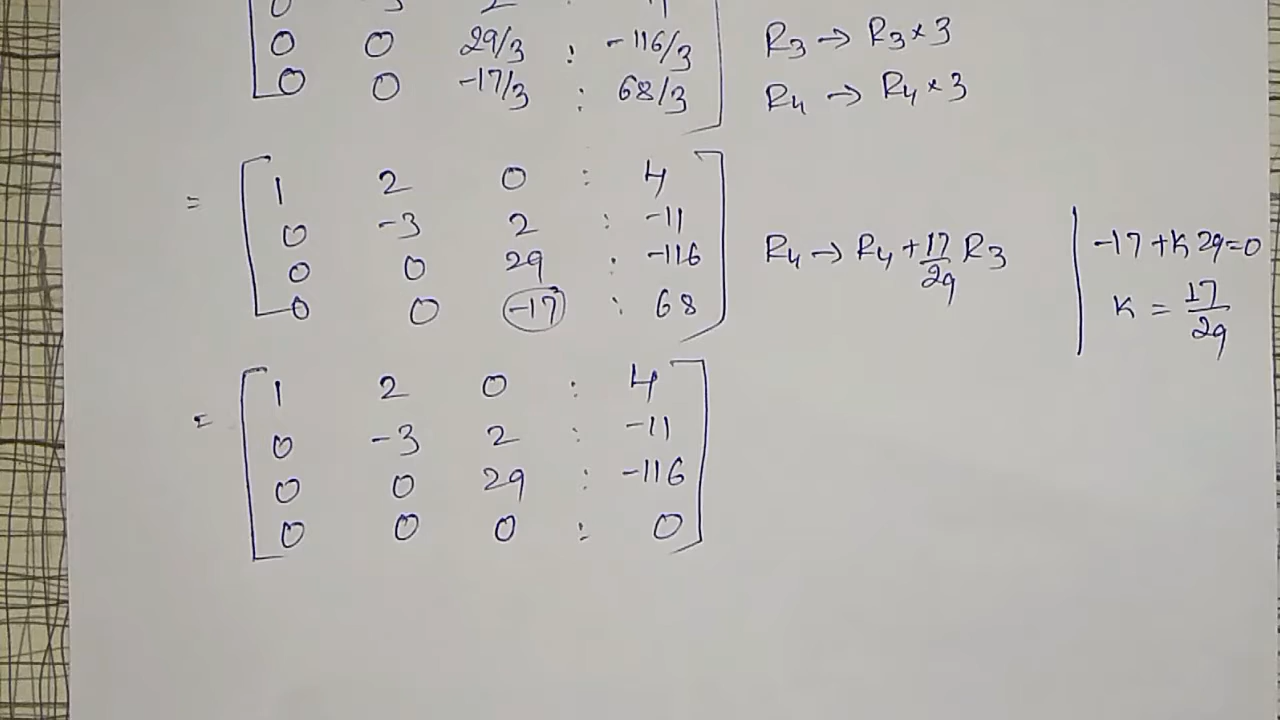 0 0 29/3 : -116/3 R3 → R3 × 3
0 0 -17/3 : 68/3 R4 → R4 × 3
= 1 2 0 : 4
0 -3 2 : -11
0 0 29 : -116 R4 → R4 + 17/29 R3
0 0 -17 : 68
-17 + K 29 = 0
K = 17/29
= 1 2 0 : 4
0 -3 2 : -11
0 0 29 : -116
0 0 0 : 0